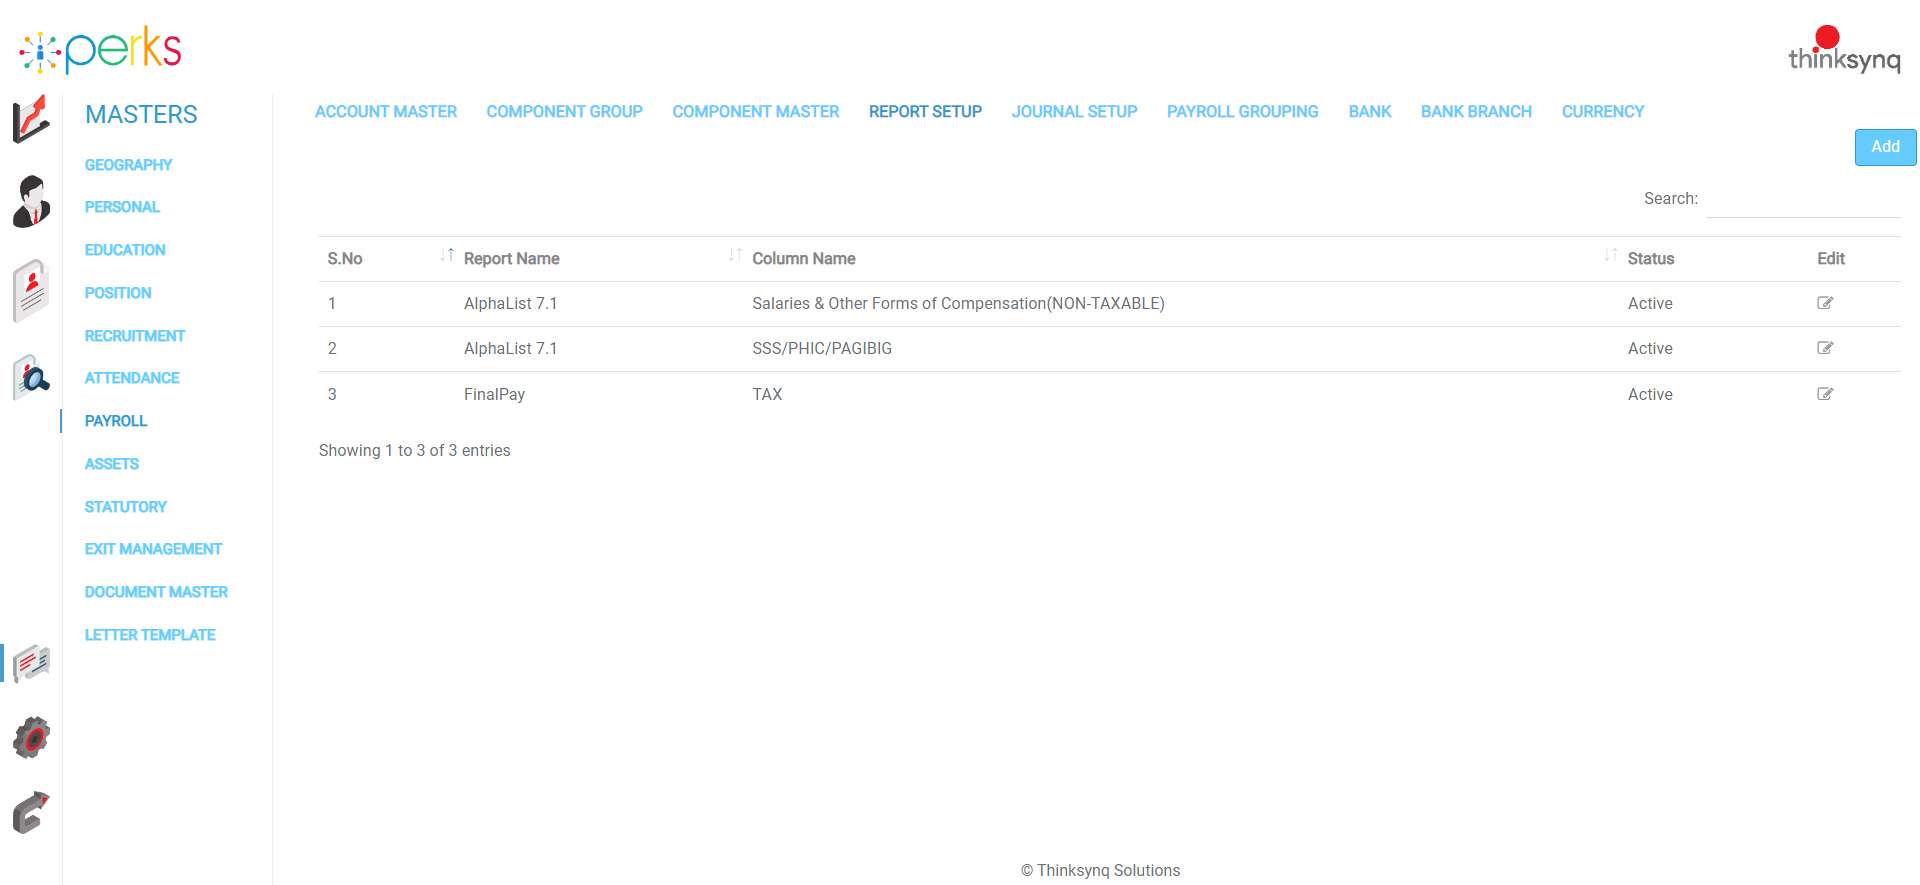 perks
thinksynq
MASTERS
GEOGRAPHY
PERSONAL
EDUCATION
POSITION
RECRUITMENT
ATTENDANCE
PAYROLL
ASSETS
STATUTORY
EXIT MANAGEMENT
DOCUMENT MASTER
LETTER TEMPLATE
ACCOUNT MASTER COMPONENT GROUP COMPONENT MASTER REPORT SETUP JOURNAL SETUP PAYROLL GROUPING BANK BANK BRANCH CURRENCY
Add
Search:
S.No Report Name Column Name Status Edit
1 AlphaList 7.1 Salaries & Other Forms of Compensation(NON-TAXABLE) Active
2 AlphaList 7.1 SSS/PHIC/PAGIBIG Active
3 FinalPay TAX Active
Showing 1 to 3 of 3 entries
© Thinksynq Solutions